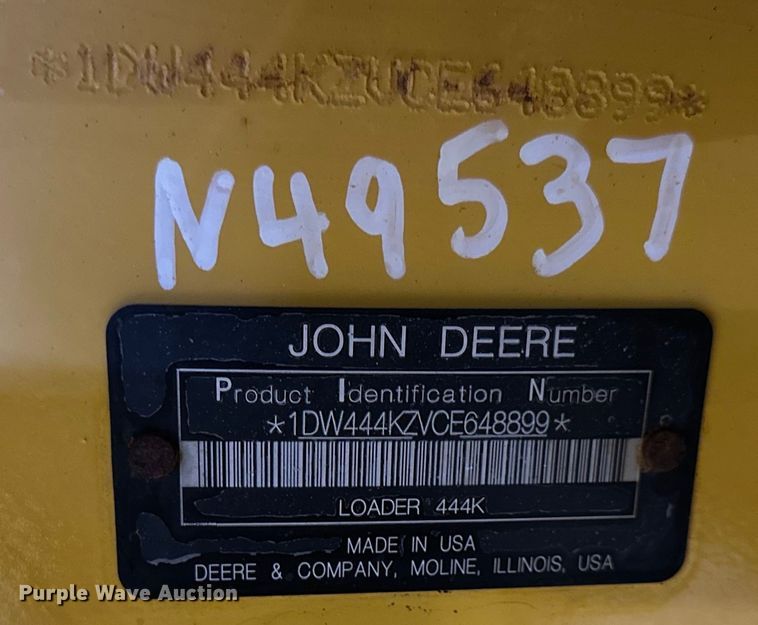 *1DW444KZVCE648899*
N49537
JOHN DEERE
Product Identification Number
*1DW444KZVCE648899*
LOADER 444K
MADE IN USA
DEERE & COMPANY, MOLINE, ILLINOIS, USA
Purple Wave Auction